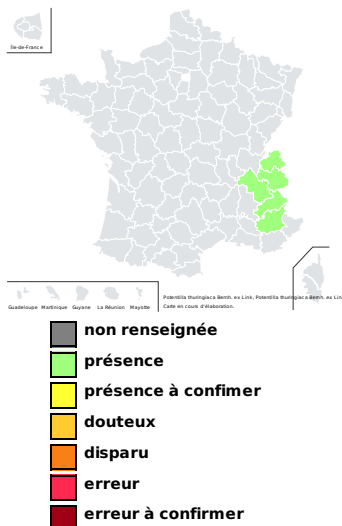 Île-de-France
Guadeloupe Martinique Guyane La Réunion Mayotte
Potentilla thuringiaca Bernh. ex Link, Potentilla thuringiaca Bernh. ex Lin
Carte en cours d'élaboration.
non renseignée
présence
présence à confimer
douteux
disparu
erreur
erreur à confirmer